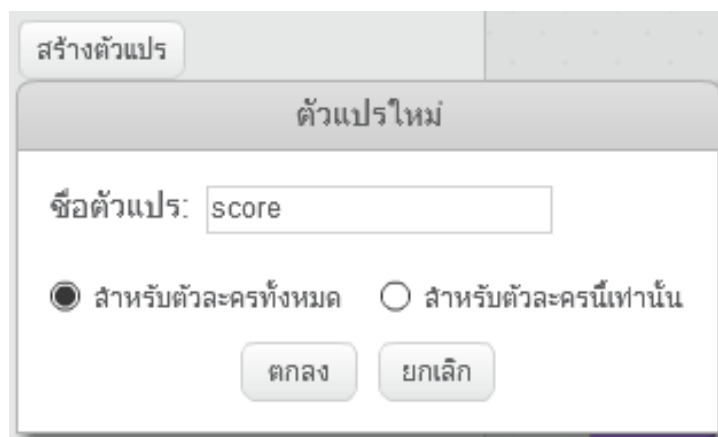 สร้างตัวแปร
ตัวแปรใหม่
ชื่อตัวแปร: score
สำหรับตัวละครทั้งหมด สำหรับตัวละครนี้เท่านั้น
ตกลง ยกเลิก